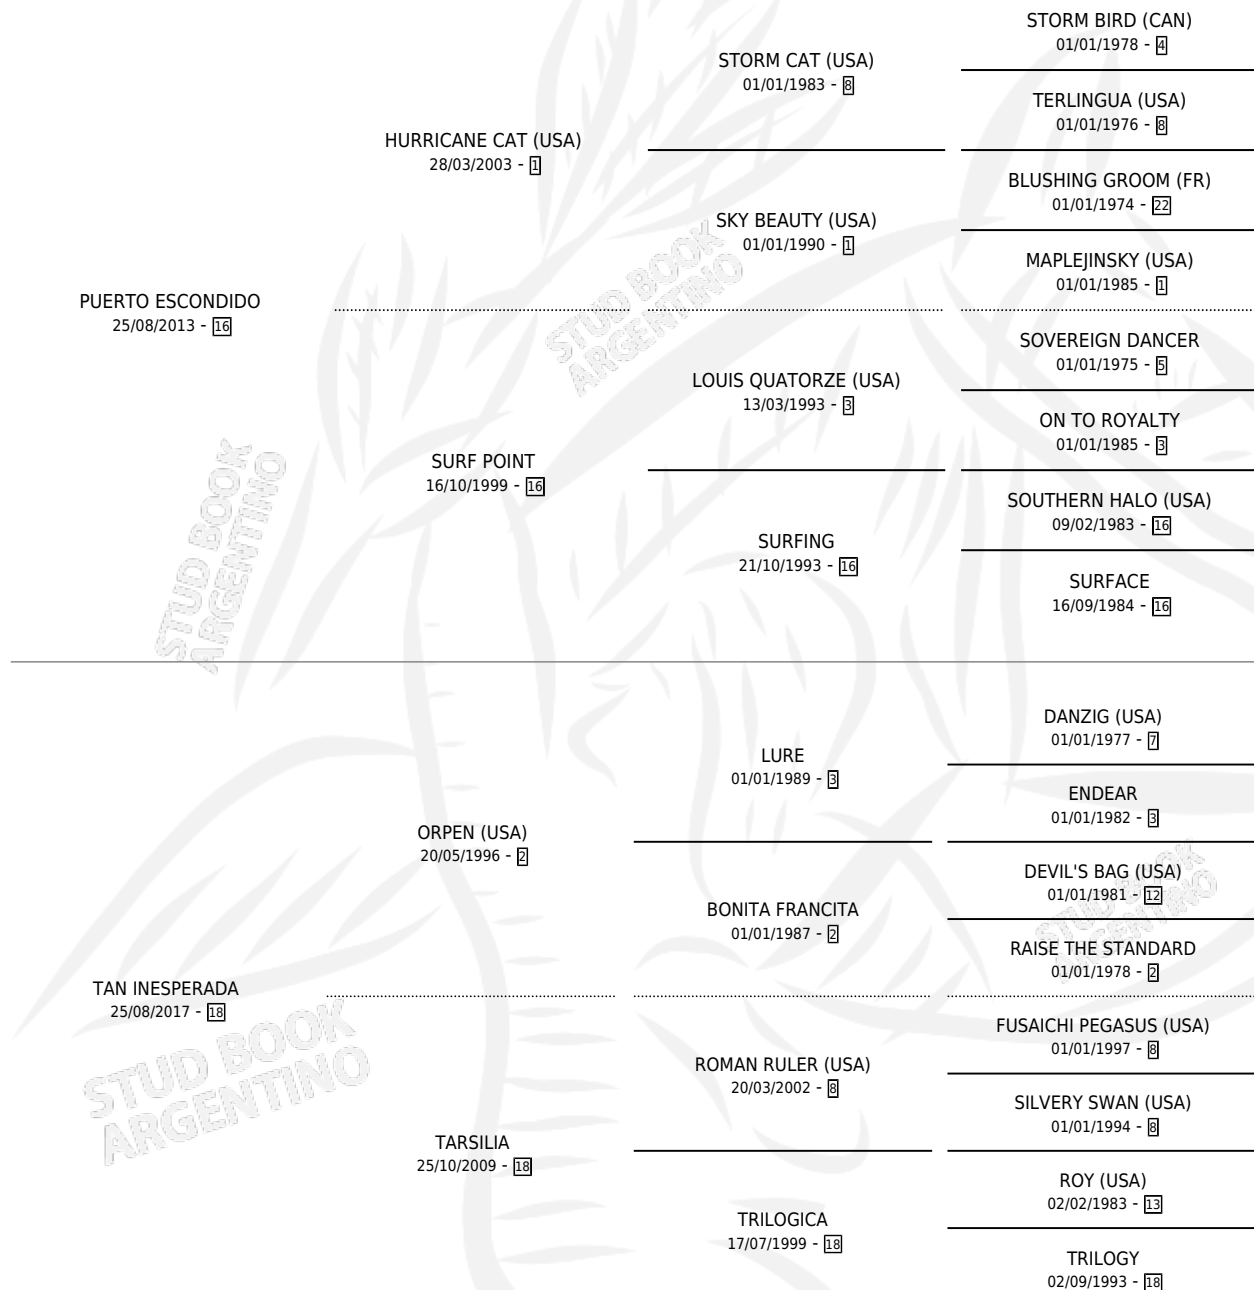 STORM BIRD (CAN)
01/01/1978 - 4
STORM CAT (USA)
01/01/1983 - 8
TERLINGUA (USA)
01/01/1976 - 8
HURRICANE CAT (USA)
28/03/2003 - 1
BLUSHING GROOM (FR)
01/01/1974 - 22
SKY BEAUTY (USA)
01/01/1990 - 1
MAPLEJINSKY (USA)
01/01/1985 - 1
PUERTO ESCONDIDO
25/08/2013 - 16
STUD BOOK
ARGENTINO
SOVEREIGN DANCER
01/01/1975 - 5
LOUIS QUATORZE (USA)
13/03/1993 - 3
ON TO ROYALTY
01/01/1985 - 3
SURF POINT
16/10/1999 - 16
SOUTHERN HALO (USA)
09/02/1983 - 16
SURFING
21/10/1993 - 16
SURFACE
16/09/1984 - 16
STUD BOOK
ARGENTINO
DANZIG (USA)
01/01/1977 - 7
LURE
01/01/1989 - 3
ENDEAR
01/01/1982 - 3
ORPEN (USA)
20/05/1996 - 2
DEVIL'S BAG (USA)
01/01/1981 - 12
BONITA FRANCITA
01/01/1987 - 2
RAISE THE STANDARD
01/01/1978 - 2
STUD BOOK
ARGENTINO
TAN INESPERADA
25/08/2017 - 18
STUD BOOK
ARGENTINO
FUSAICHI PEGASUS (USA)
01/01/1997 - 8
ROMAN RULER (USA)
20/03/2002 - 8
SILVERY SWAN (USA)
01/01/1994 - 8
TARSILIA
25/10/2009 - 18
ROY (USA)
02/02/1983 - 13
TRILOGICA
17/07/1999 - 18
TRILOGY
02/09/1993 - 18